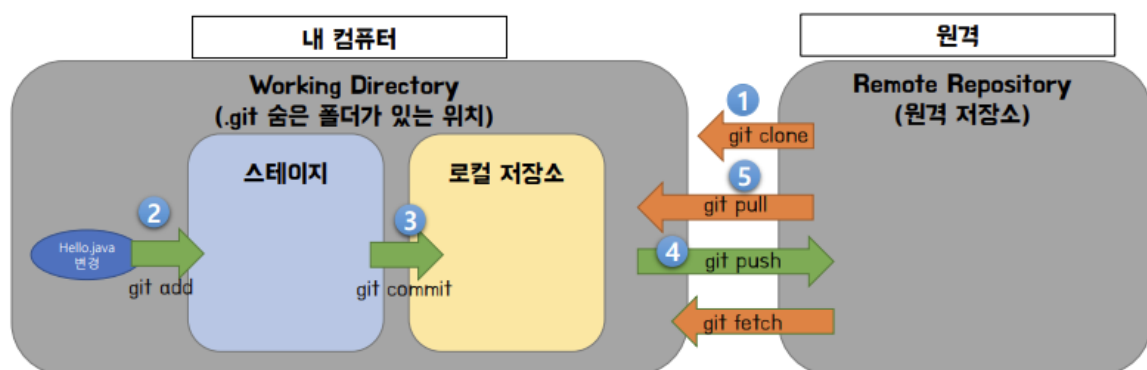 내 컴퓨터
원격
Working Directory
(.git 숨은 폴더가 있는 위치)
Remote Repository
(원격 저장소)
1
git clone
스테이지
로컬 저장소
5
git pull
2
3
Hello.java
변경
git add
git commit
4
git push
git fetch